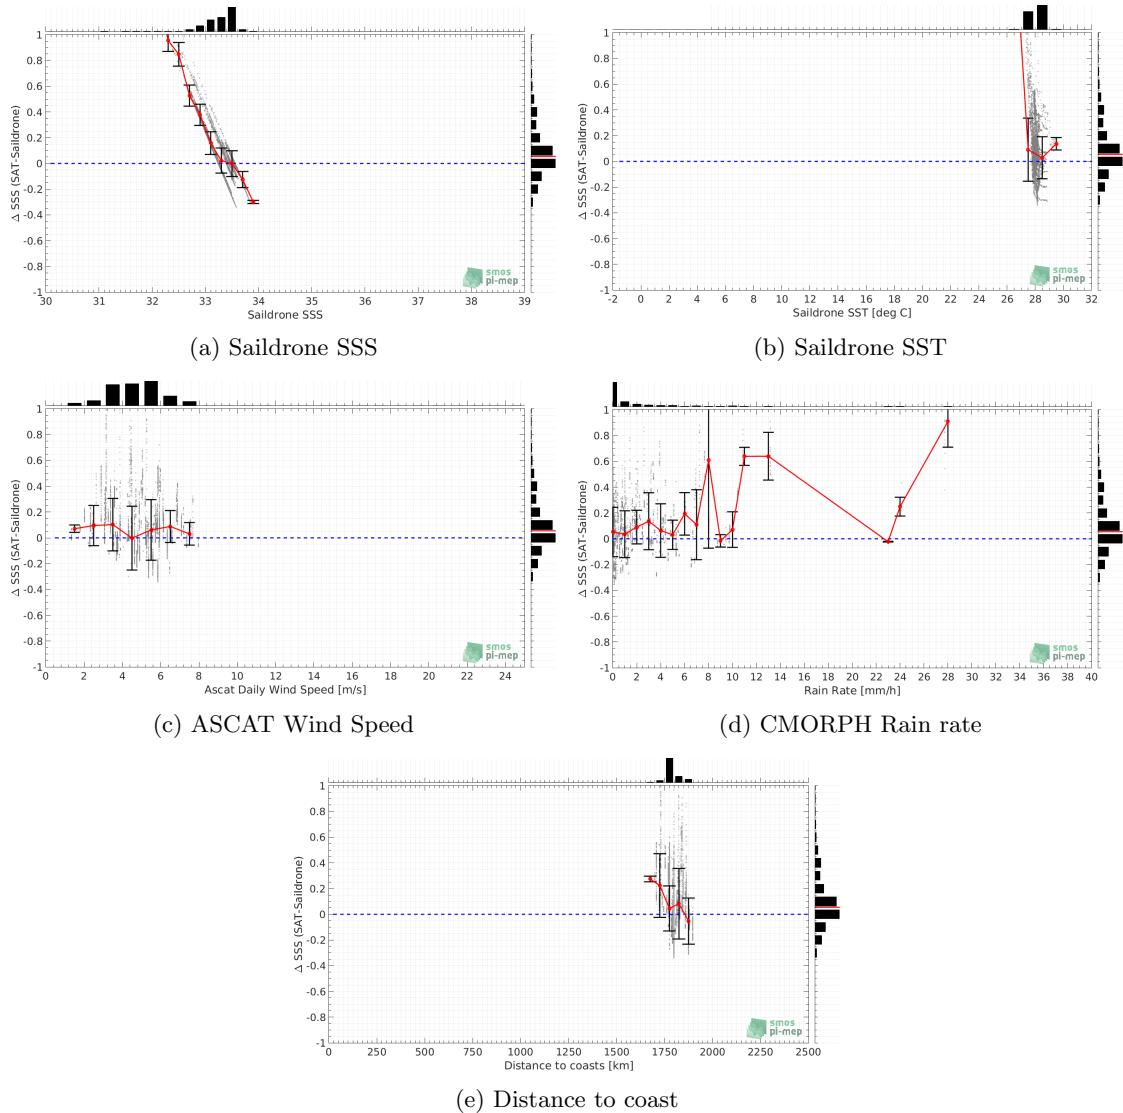 1
0.8
0.6
0.4
0.2
0
-0.2
-0.4
-0.6
-0.8
-1
Δ SSS (SAT-Saildrone)
30 31 32 33 34 35 36 37 38 39
Saildrone SSS
smos
pi-mep
(a) Saildrone SSS
1
0.8
0.6
0.4
0.2
0
-0.2
-0.4
-0.6
-0.8
-1
Δ SSS (SAT-Saildrone)
-2 0 2 4 6 8 10 12 14 16 18 20 22 24 26 28 30 32
Saildrone SST [deg C]
smos
pi-mep
(b) Saildrone SST
1
0.8
0.6
0.4
0.2
0
-0.2
-0.4
-0.6
-0.8
-1
Δ SSS (SAT-Saildrone)
0 2 4 6 8 10 12 14 16 18 20 22 24
Ascat Daily Wind Speed [m/s]
smos
pi-mep
(c) ASCAT Wind Speed
1
0.8
0.6
0.4
0.2
0
-0.2
-0.4
-0.6
-0.8
-1
Δ SSS (SAT-Saildrone)
0 2 4 6 8 10 12 14 16 18 20 22 24 26 28 30 32 34 36 38 40
Rain Rate [mm/h]
smos
pi-mep
(d) CMORPH Rain rate
1
0.8
0.6
0.4
0.2
0
-0.2
-0.4
-0.6
-0.8
-1
Δ SSS (SAT-Saildrone)
0 250 500 750 1000 1250 1500 1750 2000 2250 2500
Distance to coasts [km]
smos
pi-mep
(e) Distance to coast